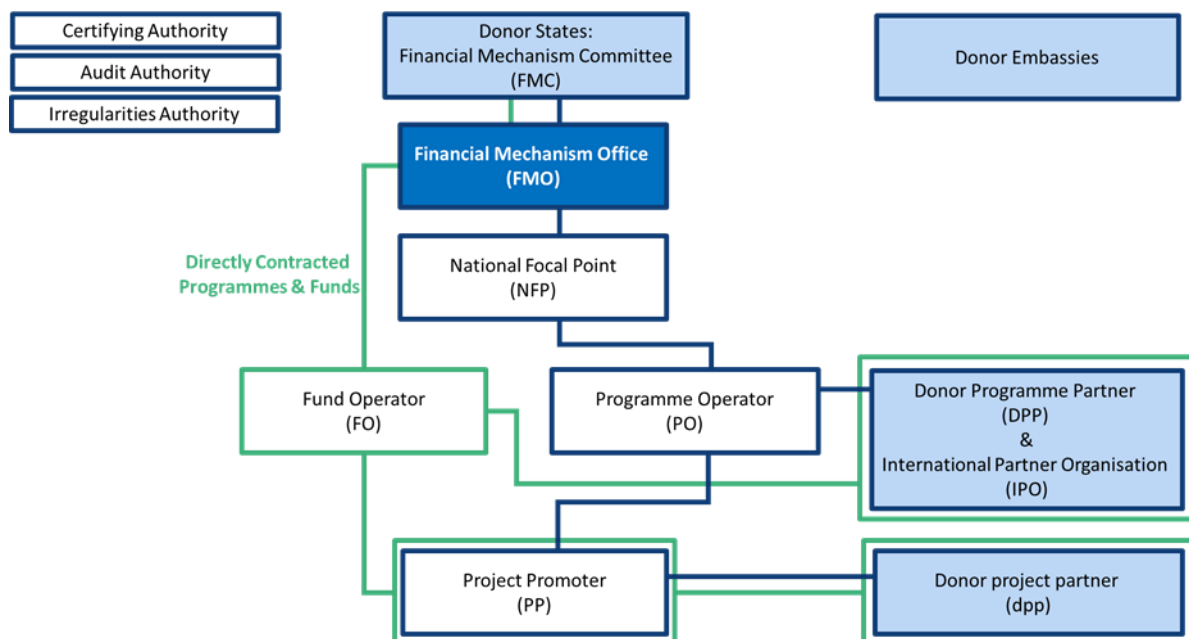 Certifying Authority
Audit Authority
Irregularities Authority
Donor States:
Financial Mechanism Committee
(FMC)
Donor Embassies
Financial Mechanism Office
(FMO)
National Focal Point
(NFP)
Directly Contracted
Programmes & Funds
Fund Operator
(FO)
Programme Operator
(PO)
Donor Programme Partner
(DPP)
&
International Partner Organisation
(IPO)
Project Promoter
(PP)
Donor project partner
(dpp)